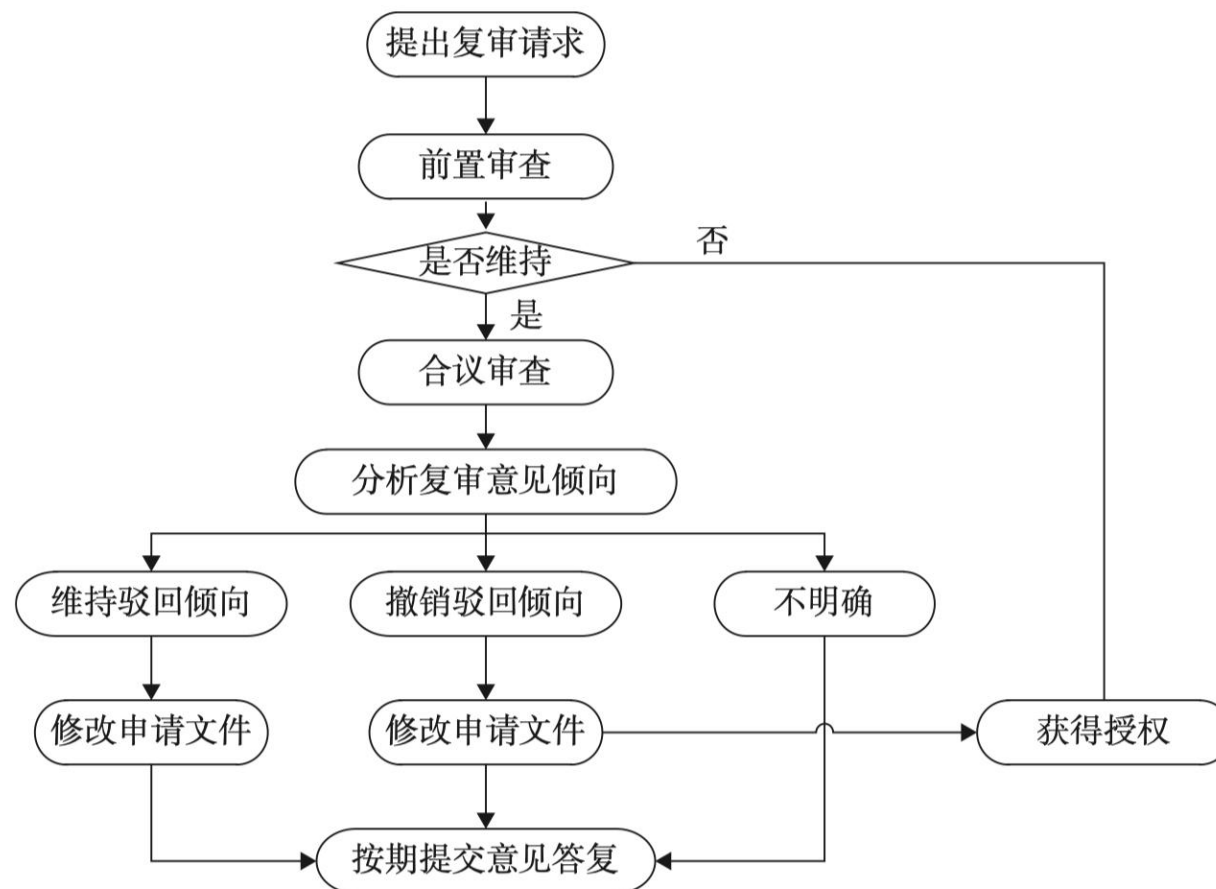 提出复审请求
前置审查
是否维持
否
是
合议审查
分析复审意见倾向
维持驳回倾向
撤销驳回倾向
不明确
修改申请文件
修改申请文件
获得授权
按期提交意见答复